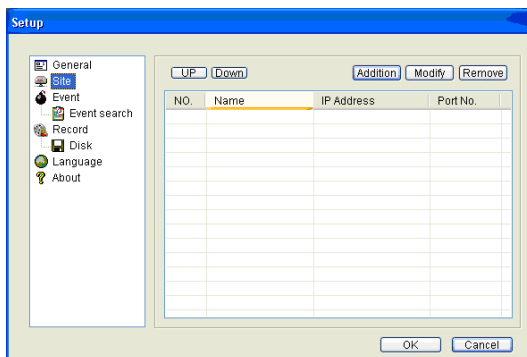 Setup
General
Site
Event
Event search
Record
Disk
Language
About
UP Down Addition Modify Remove
NO. Name IP Address Port No.
OK Cancel